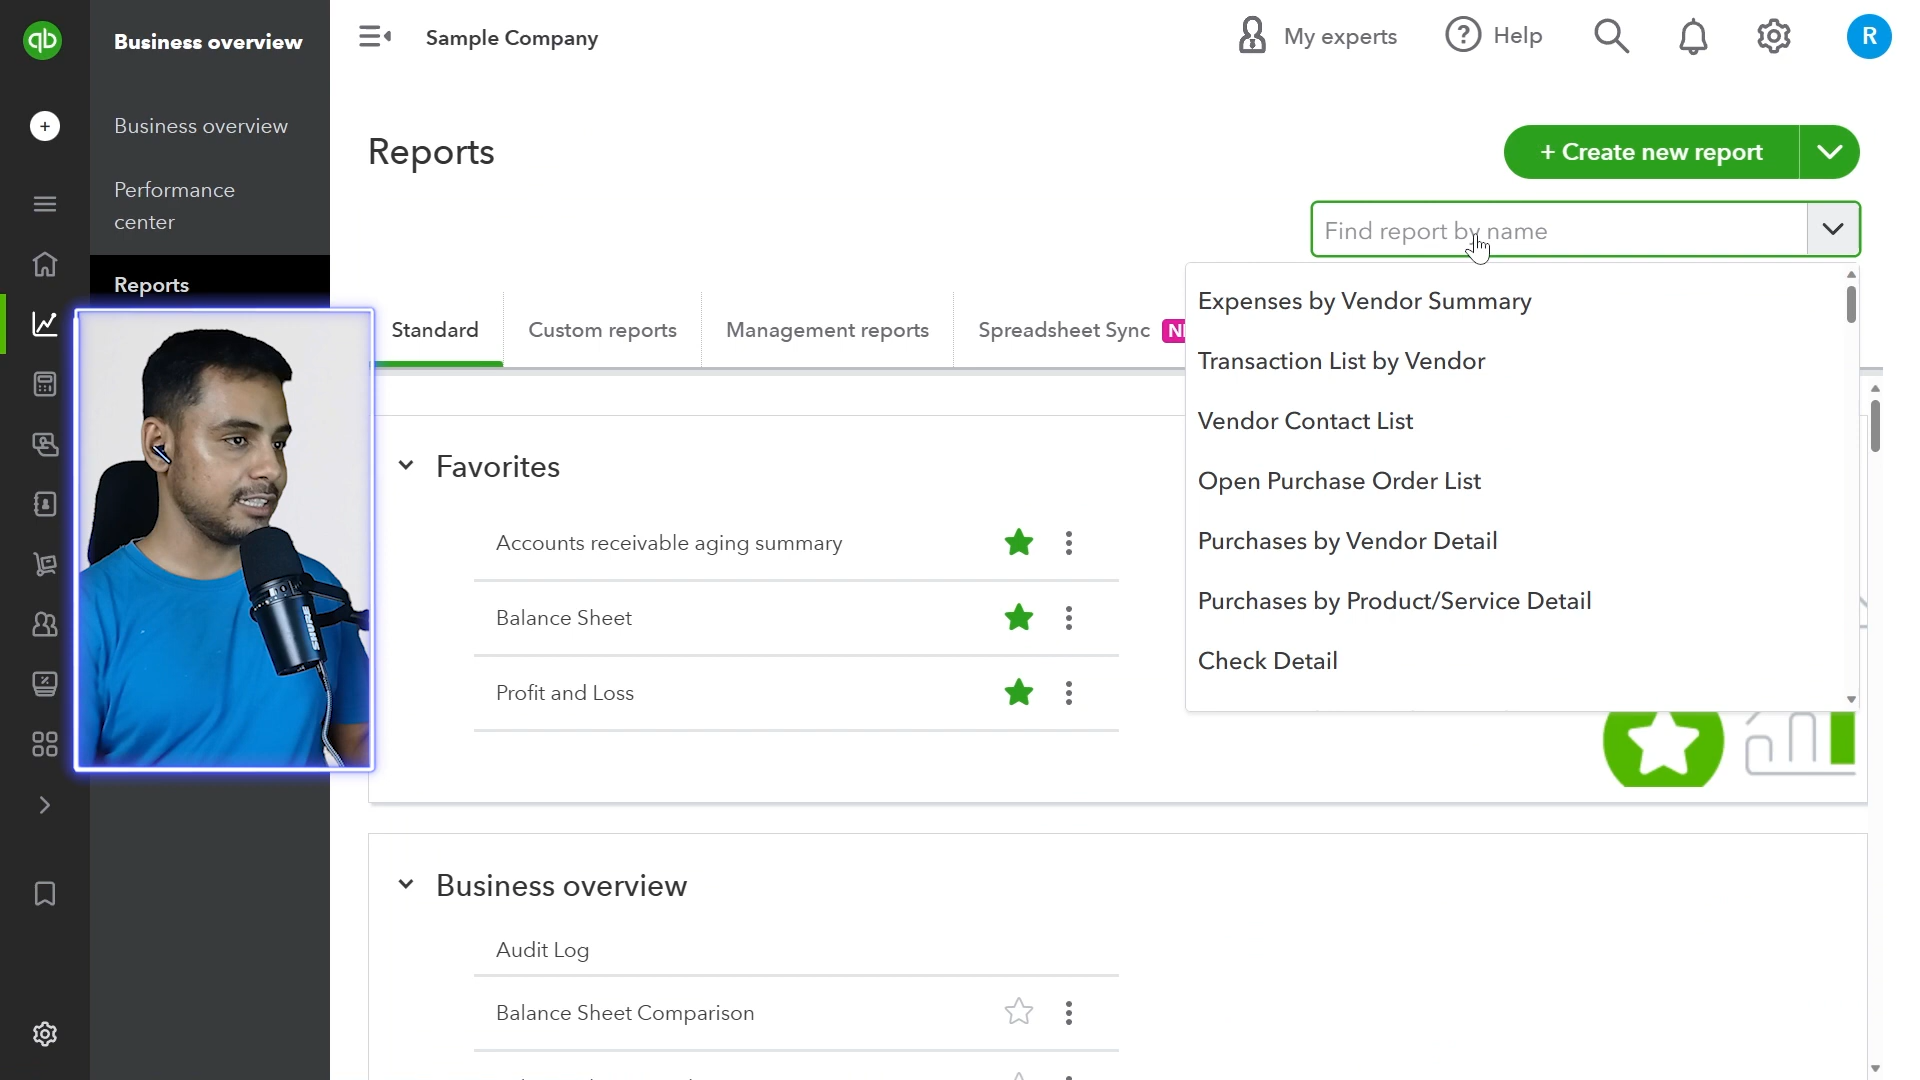 qb
Business overview
Sample Company
My experts
? Help
R
Business overview
Performance
center
Reports
Reports
+ Create new report
Find report by name
Standard
Custom reports
Management reports
Spreadsheet Sync
Expenses by Vendor Summary
Transaction List by Vendor
Vendor Contact List
Open Purchase Order List
Purchases by Vendor Detail
Purchases by Product/Service Detail
Check Detail
Favorites
Accounts receivable aging summary
Balance Sheet
Profit and Loss
SHURE
Business overview
Audit Log
Balance Sheet Comparison